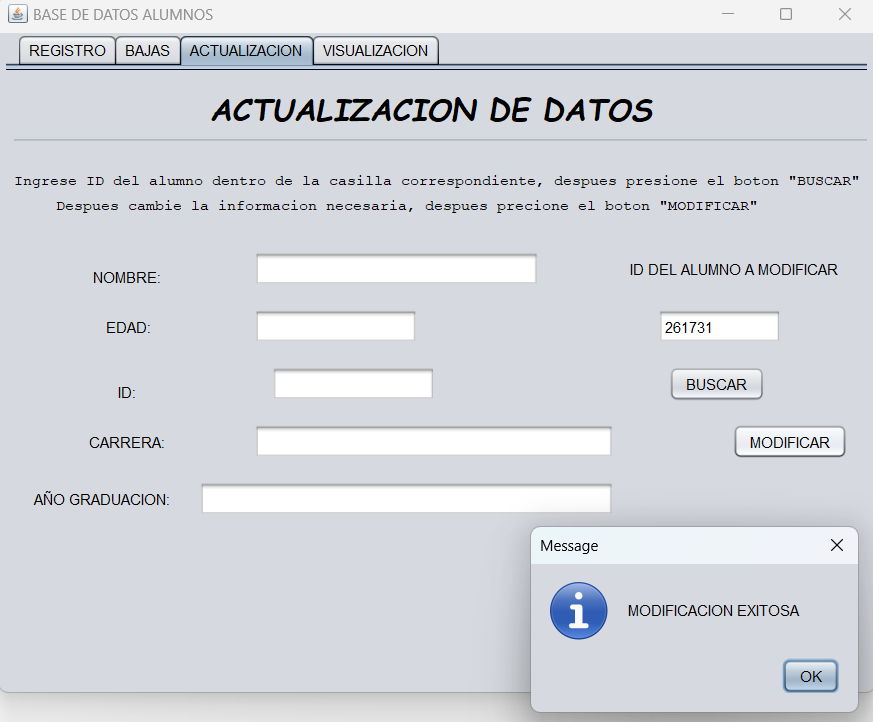 BASE DE DATOS ALUMNOS
REGISTRO BAJAS ACTUALIZACION VISUALIZACION
ACTUALIZACION DE DATOS
Ingrese ID del alumno dentro de la casilla correspondiente, despues presione el boton "BUSCAR"
Despues cambie la informacion necesaria, despues precione el boton "MODIFICAR"
NOMBRE:
ID DEL ALUMNO A MODIFICAR
EDAD:
261731
ID:
BUSCAR
CARRERA:
MODIFICAR
AÑO GRADUACION:
Message
MODIFICACION EXITOSA
OK